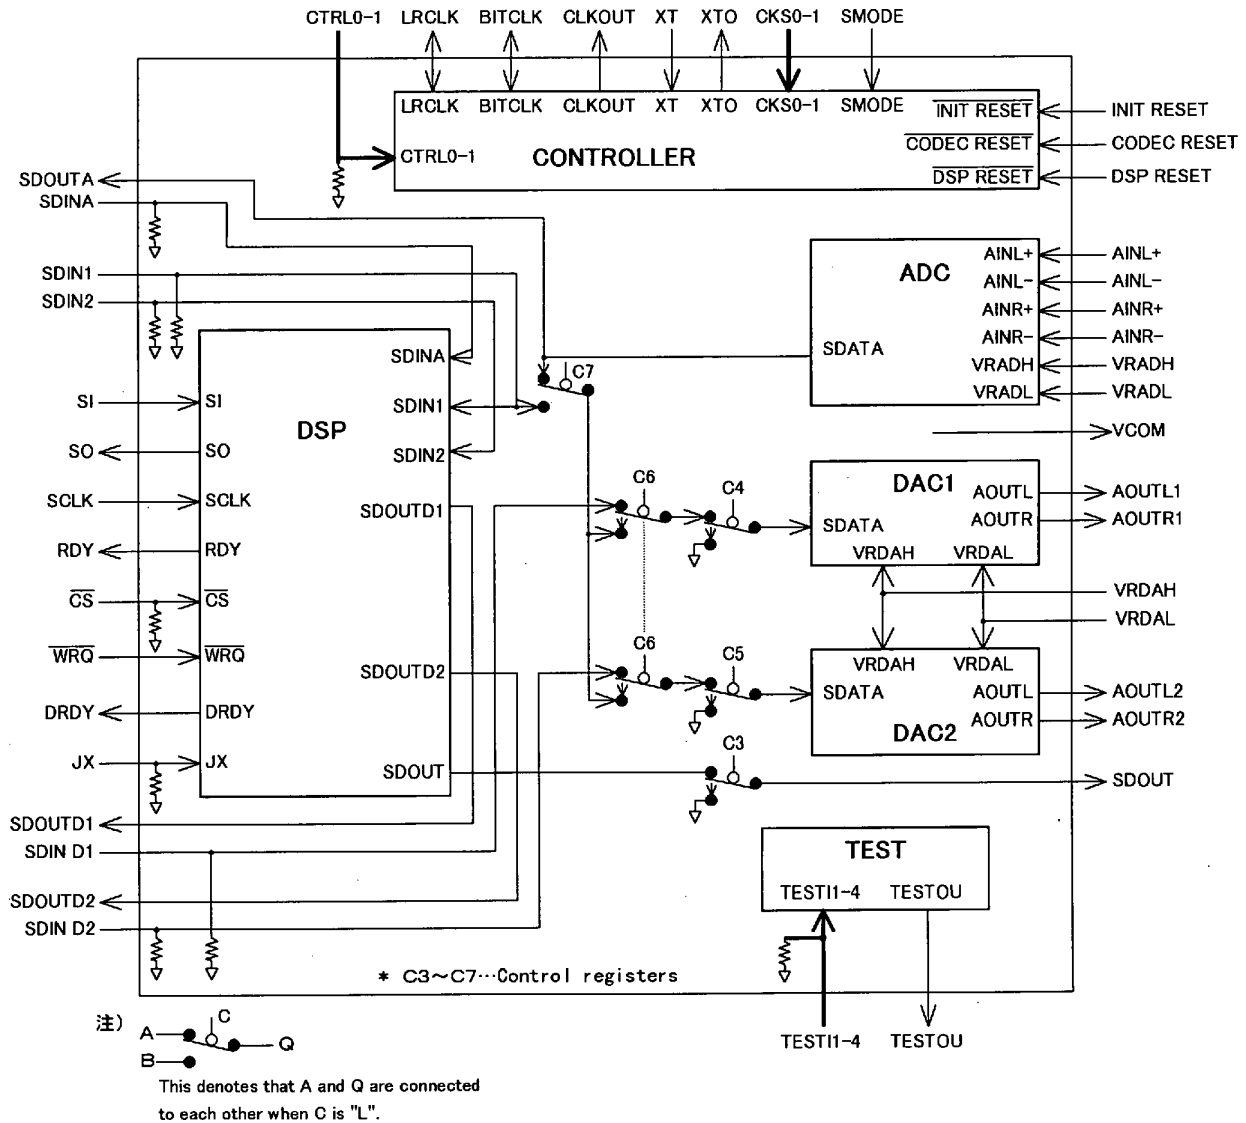 CTRL0-1 LRCLK BITCLK CLKOUT XT XTO CKS0-1 SMODE
LRCLK BITCLK CLKOUT XT XTO CKS0-1 SMODE
INIT RESET INIT RESET
CODEC RESET CODEC RESET
CTRL0-1 CONTROLLER
DSP RESET DSP RESET
SDOUTA
SDINA
ADC
AINL+ AINL+
SDIN1
AINL- AINL-
SDIN2
AINR+ AINR+
AINR- AINR-
SDINA
SDATA
VRADH VRADH
C7
VRADL VRADL
SI SI
SDIN1
DSP
VCOM
SO SO
SDIN2
C6 C4
DAC1
AOUTL AOUTL1
SCLK SCLK
SDOUTD1
SDATA
AOUTR AOUTR1
RDY RDY
VRDAH VRDAL
VRDAH
CS CS
VRDAL
C6 C5
WRQ WRQ
VRDAH VRDAL
SDOUTD2
SDATA
AOUTL AOUTL2
DRDY DRDY
AOUTR AOUTR2
DAC2
C3
JX JX
SDOUT
SDOUT
SDOUTD1
SDIN D1
TEST
TESTI1-4 TESTOU
SDOUTD2
SDIN D2
* C3~C7···Control registers
注)
C
A
Q
B
TESTI1-4 TESTOU
This denotes that A and Q are connected
to each other when C is "L".